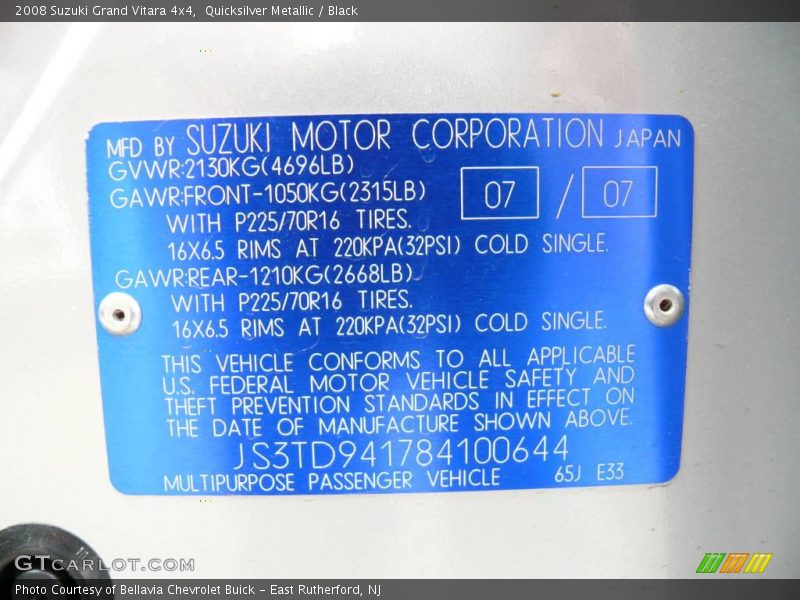 2008 Suzuki Grand Vitara 4x4,  Quicksilver Metallic / Black
MFD BY SUZUKI MOTOR CORPORATION JAPAN
GVWR:2130KG(4696LB)
GAWR:FRONT-1050KG(2315LB) 07 / 07
WITH P225/70R16 TIRES.
16X6.5 RIMS AT 220KPA(32PSI) COLD SINGLE.
GAWR:REAR-1210KG(2668LB)
WITH P225/70R16 TIRES.
16X6.5 RIMS AT 220KPA(32PSI) COLD SINGLE.
THIS VEHICLE CONFORMS TO ALL APPLICABLE
U.S. FEDERAL MOTOR VEHICLE SAFETY AND
THEFT PREVENTION STANDARDS IN EFFECT ON
THE DATE OF MANUFACTURE SHOWN ABOVE.
JS3TD941784100644
MULTIPURPOSE PASSENGER VEHICLE 65J E33
GTCARLOT.COM
Photo Courtesy of Bellavia Chevrolet Buick - East Rutherford, NJ